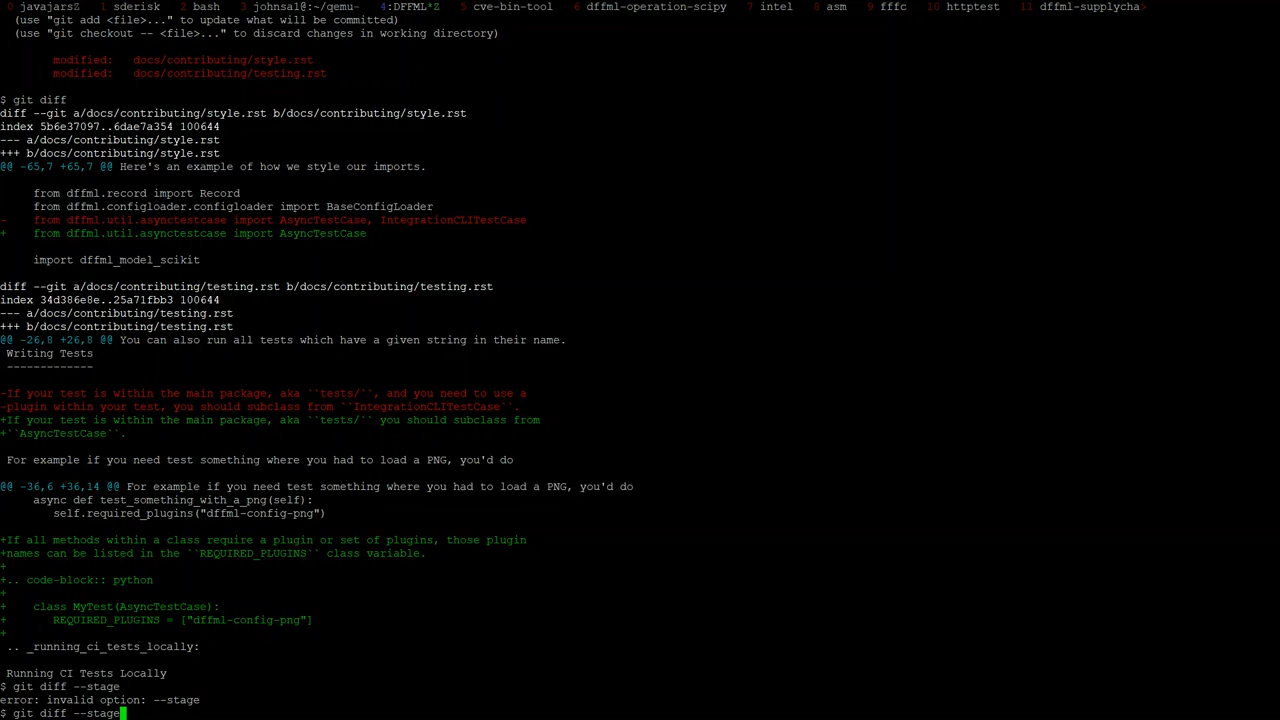 0 javajarsZ  1 sderisk  2 bash  3 johnsal@:~/qemu-  4:DFFML*Z  5 cve-bin-tool  6 dffml-operation-scipy  7 intel  8 asm  9 fffc  10 httptest  11 dffml-supplycha>
(use "git add <file>..." to update what will be committed)
(use "git checkout -- <file>..." to discard changes in working directory)
modified:   docs/contributing/style.rst
modified:   docs/contributing/testing.rst
$ git diff
diff --git a/docs/contributing/style.rst b/docs/contributing/style.rst
index 5b6e37097..6dae7a354 100644
--- a/docs/contributing/style.rst
+++ b/docs/contributing/style.rst
@@ -65,7 +65,7 @@ Here's an example of how we style our imports.
from dffml.record import Record
from dffml.configloader.configloader import BaseConfigLoader
-    from dffml.util.asynctestcase import AsyncTestCase, IntegrationCLITestCase
+    from dffml.util.asynctestcase import AsyncTestCase
import dffml_model_scikit
diff --git a/docs/contributing/testing.rst b/docs/contributing/testing.rst
index 34d386e8e..25a71fbb3 100644
--- a/docs/contributing/testing.rst
+++ b/docs/contributing/testing.rst
@@ -26,8 +26,8 @@ You can also run all tests which have a given string in their name.
Writing Tests
-------------
-If your test is within the main package, aka ``tests/``, and you need to use a
-plugin within your test, you should subclass from ``IntegrationCLITestCase``.
+If your test is within the main package, aka ``tests/`` you should subclass from
+``AsyncTestCase``.
For example if you need test something where you had to load a PNG, you'd do
@@ -36,6 +36,14 @@ For example if you need test something where you had to load a PNG, you'd do
async def test_something_with_a_png(self):
self.required_plugins("dffml-config-png")
+If all methods within a class require a plugin or set of plugins, those plugin
+names can be listed in the ``REQUIRED_PLUGINS`` class variable.
+
+.. code-block:: python
+
+    class MyTest(AsyncTestCase):
+       REQUIRED_PLUGINS = ["dffml-config-png"]
+
.. _running_ci_tests_locally:
Running CI Tests Locally
$ git diff --stage
error: invalid option: --stage
$ git diff --stage